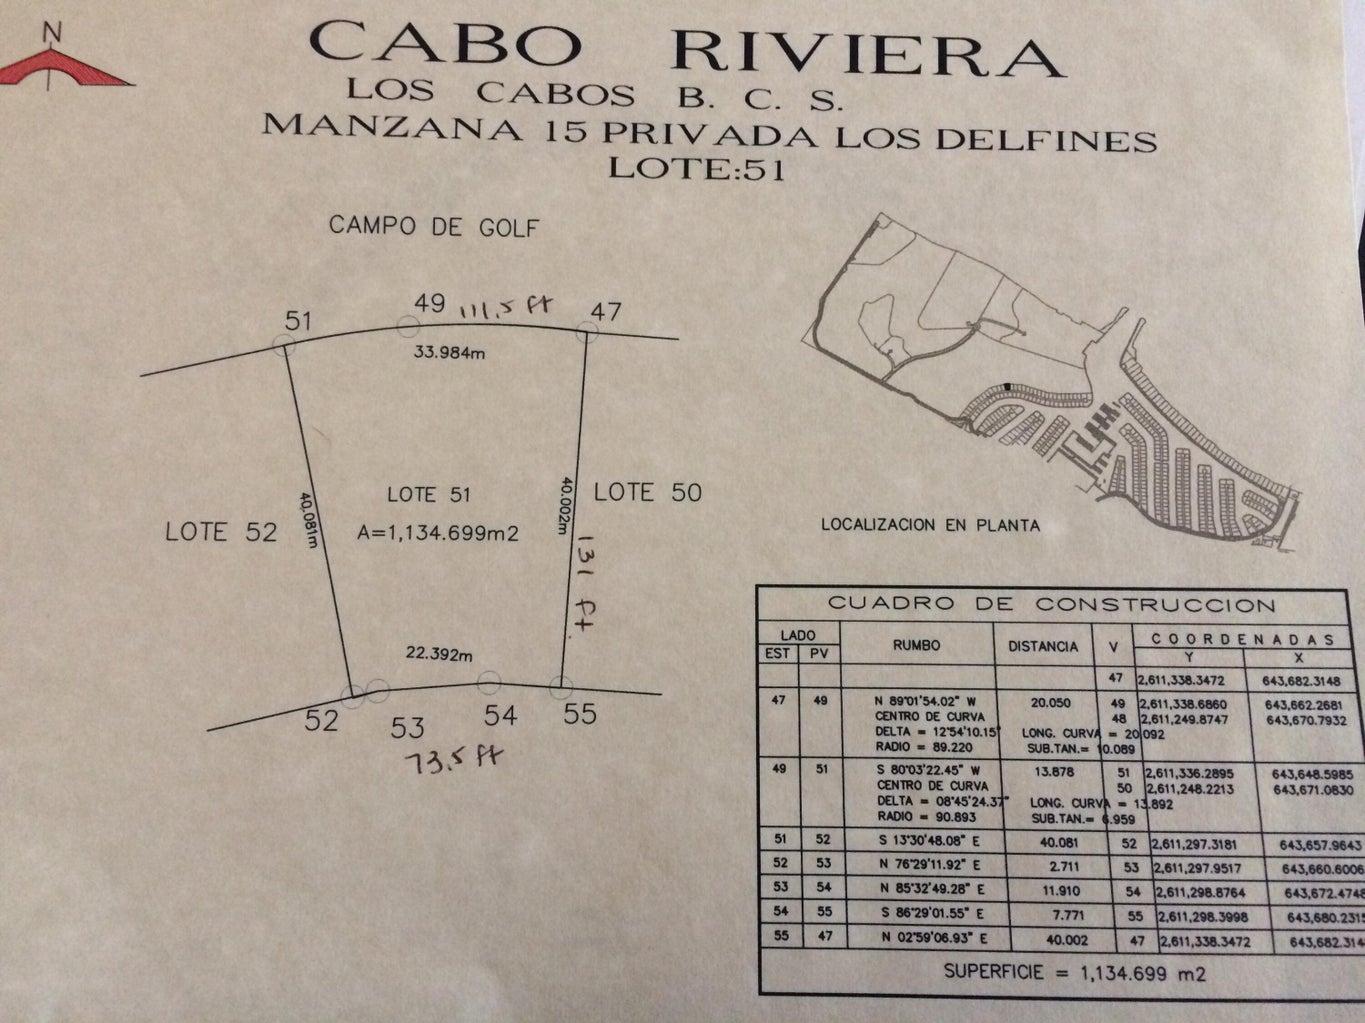 N
CABO RIVIERA
LOS CABOS B. C. S.
MANZANA 15 PRIVADA LOS DELFINES
LOTE:51
CAMPO DE GOLF
51
49
111.5 ft
47
33.984m
40.081m
LOTE 51
A=1,134.699m2
40.002m
131 ft.
LOTE 50
LOTE 52
22.392m
52
53
54
55
73.5 ft
LOCALIZACION EN PLANTA
CUADRO DE CONSTRUCCION
LADO RUMBO DISTANCIA V COORDENADAS
EST PV Y X
47 2,611,338.3472 643,682.3148
47 49 N 89°01'54.02" W 20.050 49 2,611,338.6860 643,662.2681
CENTRO DE CURVA 48 2,611,249.8747 643,670.7932
DELTA = 12°54'10.15" LONG. CURVA = 20.092
RADIO = 89.220 SUB.TAN.= 10.089
49 51 S 80°03'22.45" W 13.878 51 2,611,336.2895 643,648.5985
CENTRO DE CURVA 50 2,611,248.2213 643,671.0830
DELTA = 08°45'24.37" LONG. CURVA = 13.892
RADIO = 90.893 SUB.TAN.= 6.959
51 52 S 13°30'48.08" E 40.081 52 2,611,297.3181 643,657.9643
52 53 N 76°29'11.92" E 2.711 53 2,611,297.9517 643,660.6006
53 54 N 85°32'49.28" E 11.910 54 2,611,298.8764 643,672.4748
54 55 S 86°29'01.55" E 7.771 55 2,611,298.3998 643,680.2315
55 47 N 02°59'06.93" E 40.002 47 2,611,338.3472 643,682.314
SUPERFICIE = 1,134.699 m2